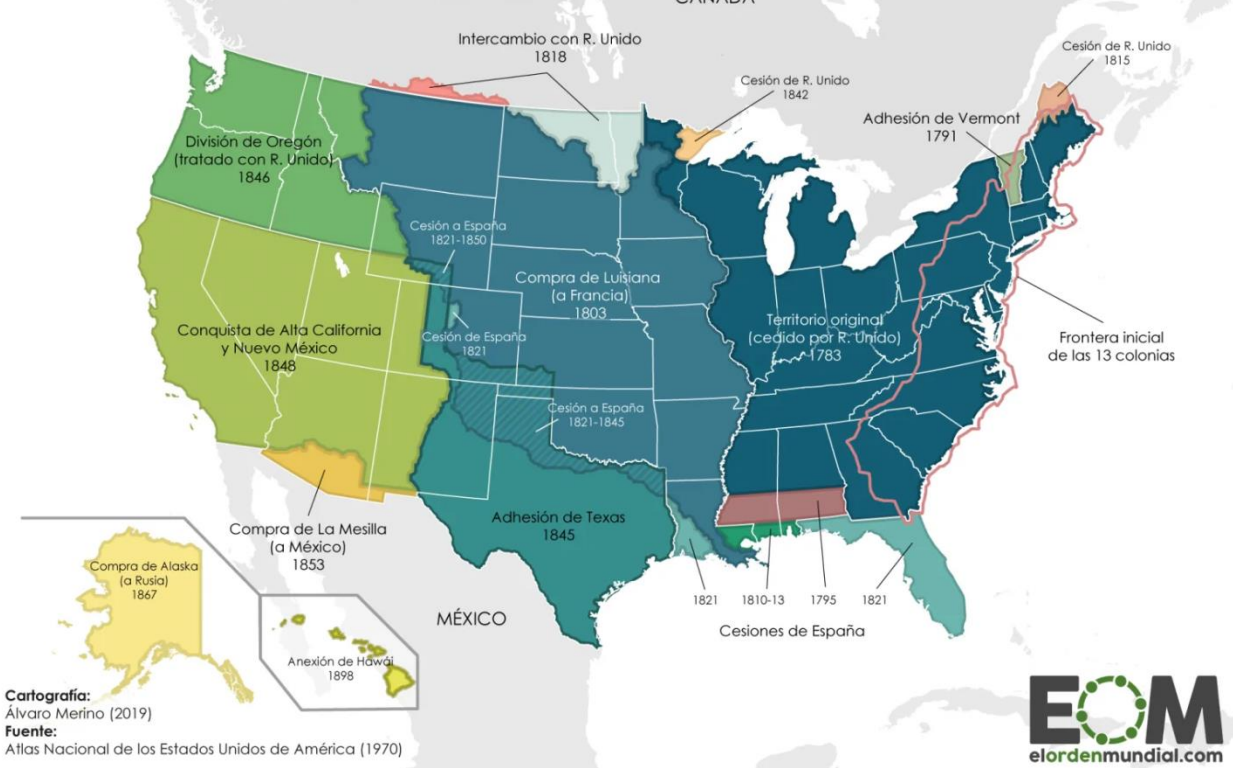 CANADÁ
Intercambio con R. Unido
1818
Cesión de R. Unido
1842
Cesión de R. Unido
1815
Adhesión de Vermont
1791
División de Oregón
(tratado con R. Unido)
1846
Cesión a España
1821-1850
Compra de Luisiana
(a Francia)
1803
Territorio original
(cedido por R. Unido)
1783
Frontera inicial
de las 13 colonias
Conquista de Alta California
y Nuevo México
1848
Cesión de España
1821
Cesión a España
1821-1845
Compra de La Mesilla
(a México)
1853
Adhesión de Texas
1845
1821
1810-13
1795
1821
Cesiones de España
MÉXICO
Compra de Alaska
(a Rusia)
1867
Anexión de Hawái
1898
Cartografía:
Álvaro Merino (2019)
Fuente:
Atlas Nacional de los Estados Unidos de América (1970)
EOM
elordenmundial.com